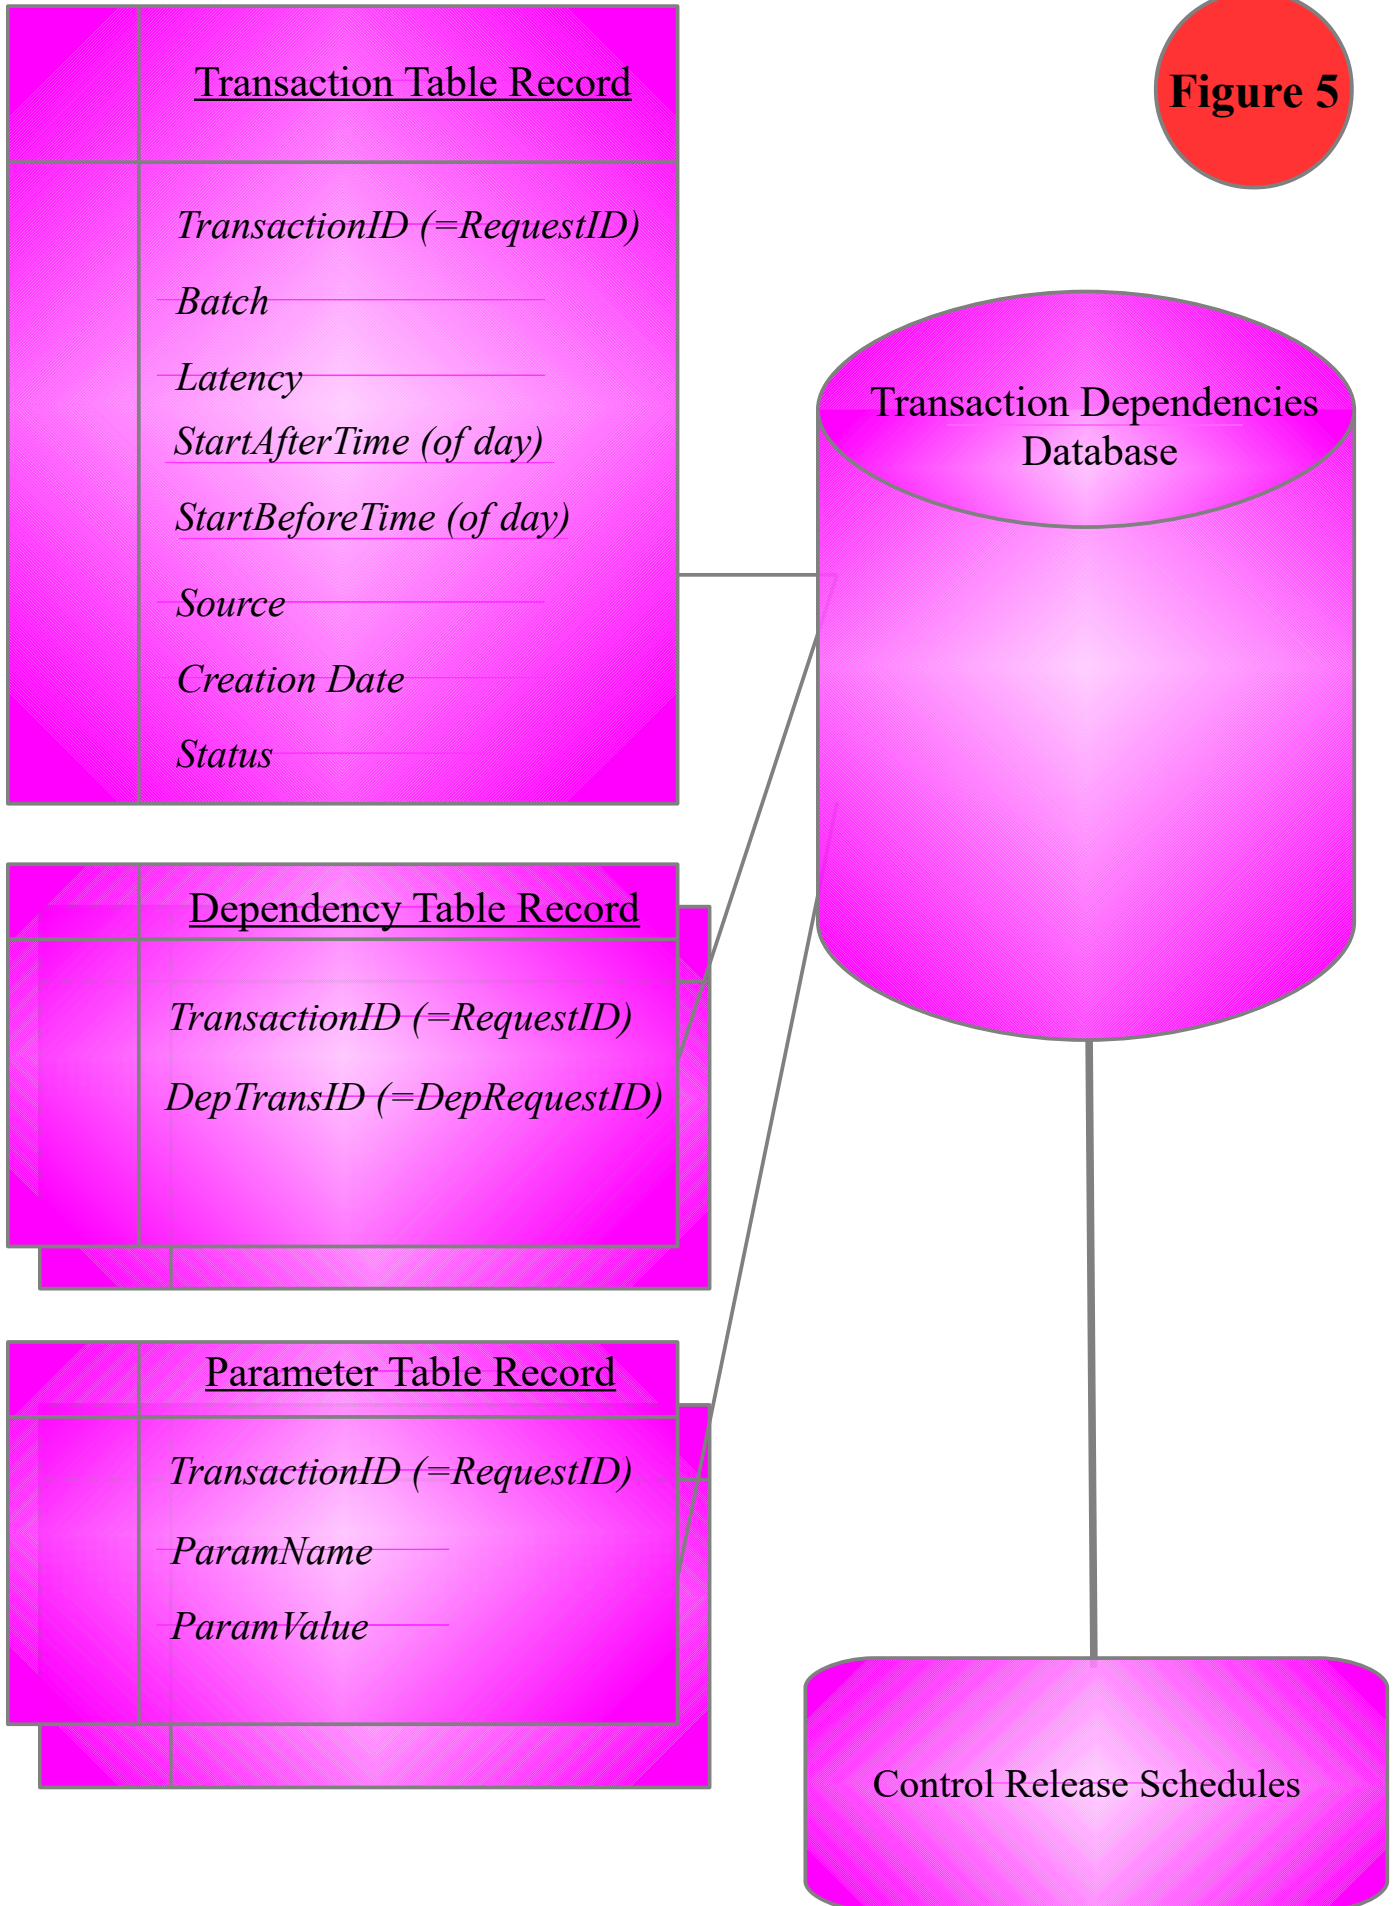 Transaction Table Record
TransactionID (=RequestID)
Batch
Latency
StartAfterTime (of day)
StartBeforeTime (of day)
Source
Creation Date
Status
Figure 5
Transaction Dependencies
Database
Dependency Table Record
TransactionID (=RequestID)
DepTransID (=DepRequestID)
Parameter Table Record
TransactionID (=RequestID)
ParamName
ParamValue
Control Release Schedules